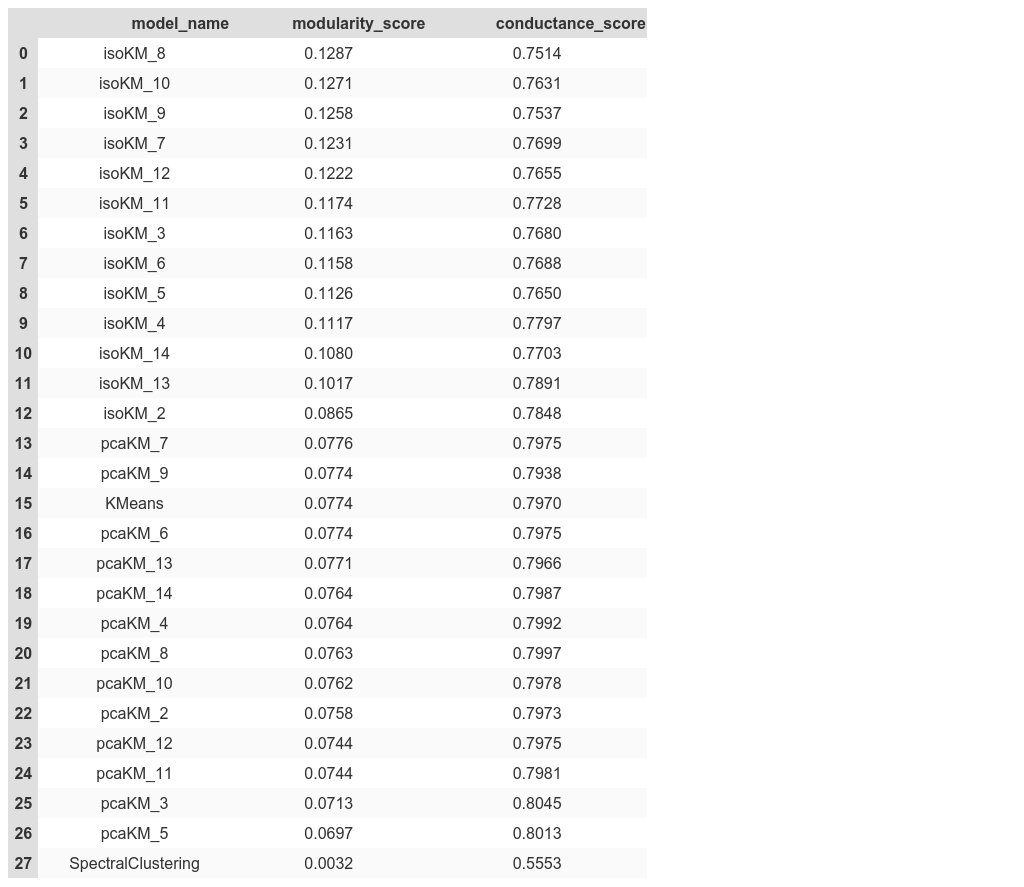 model_name modularity_score conductance_score
0 isoKM_8 0.1287 0.7514
1 isoKM_10 0.1271 0.7631
2 isoKM_9 0.1258 0.7537
3 isoKM_7 0.1231 0.7699
4 isoKM_12 0.1222 0.7655
5 isoKM_11 0.1174 0.7728
6 isoKM_3 0.1163 0.7680
7 isoKM_6 0.1158 0.7688
8 isoKM_5 0.1126 0.7650
9 isoKM_4 0.1117 0.7797
10 isoKM_14 0.1080 0.7703
11 isoKM_13 0.1017 0.7891
12 isoKM_2 0.0865 0.7848
13 pcaKM_7 0.0776 0.7975
14 pcaKM_9 0.0774 0.7938
15 KMeans 0.0774 0.7970
16 pcaKM_6 0.0774 0.7975
17 pcaKM_13 0.0771 0.7966
18 pcaKM_14 0.0764 0.7987
19 pcaKM_4 0.0764 0.7992
20 pcaKM_8 0.0763 0.7997
21 pcaKM_10 0.0762 0.7978
22 pcaKM_2 0.0758 0.7973
23 pcaKM_12 0.0744 0.7975
24 pcaKM_11 0.0744 0.7981
25 pcaKM_3 0.0713 0.8045
26 pcaKM_5 0.0697 0.8013
27 SpectralClustering 0.0032 0.5553